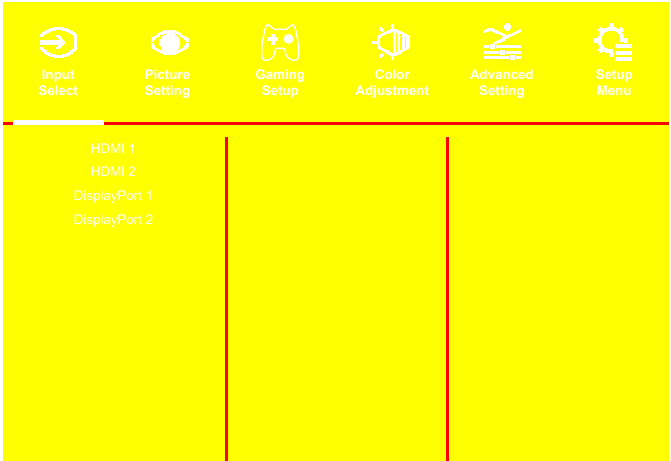 Input
Select
Picture
Setting
Gaming
Setup
Color
Adjustment
Advanced
Setting
Setup
Menu
HDMI 1
HDMI 2
DisplayPort 1
DisplayPort 2